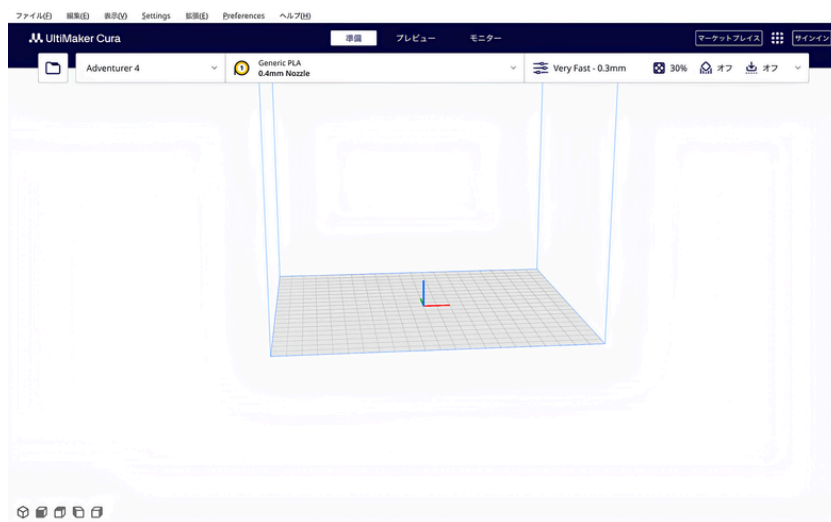 ファイル(F) 編集(E) 表示(V) Settings 拡張(E) Preferences ヘルプ(H)
UltiMaker Cura 準備 プレビュー モニター マーケットプレイス サインイン
Adventurer 4 1 Generic PLA 0.4mm Nozzle Very Fast - 0.3mm 30% オフ オフ